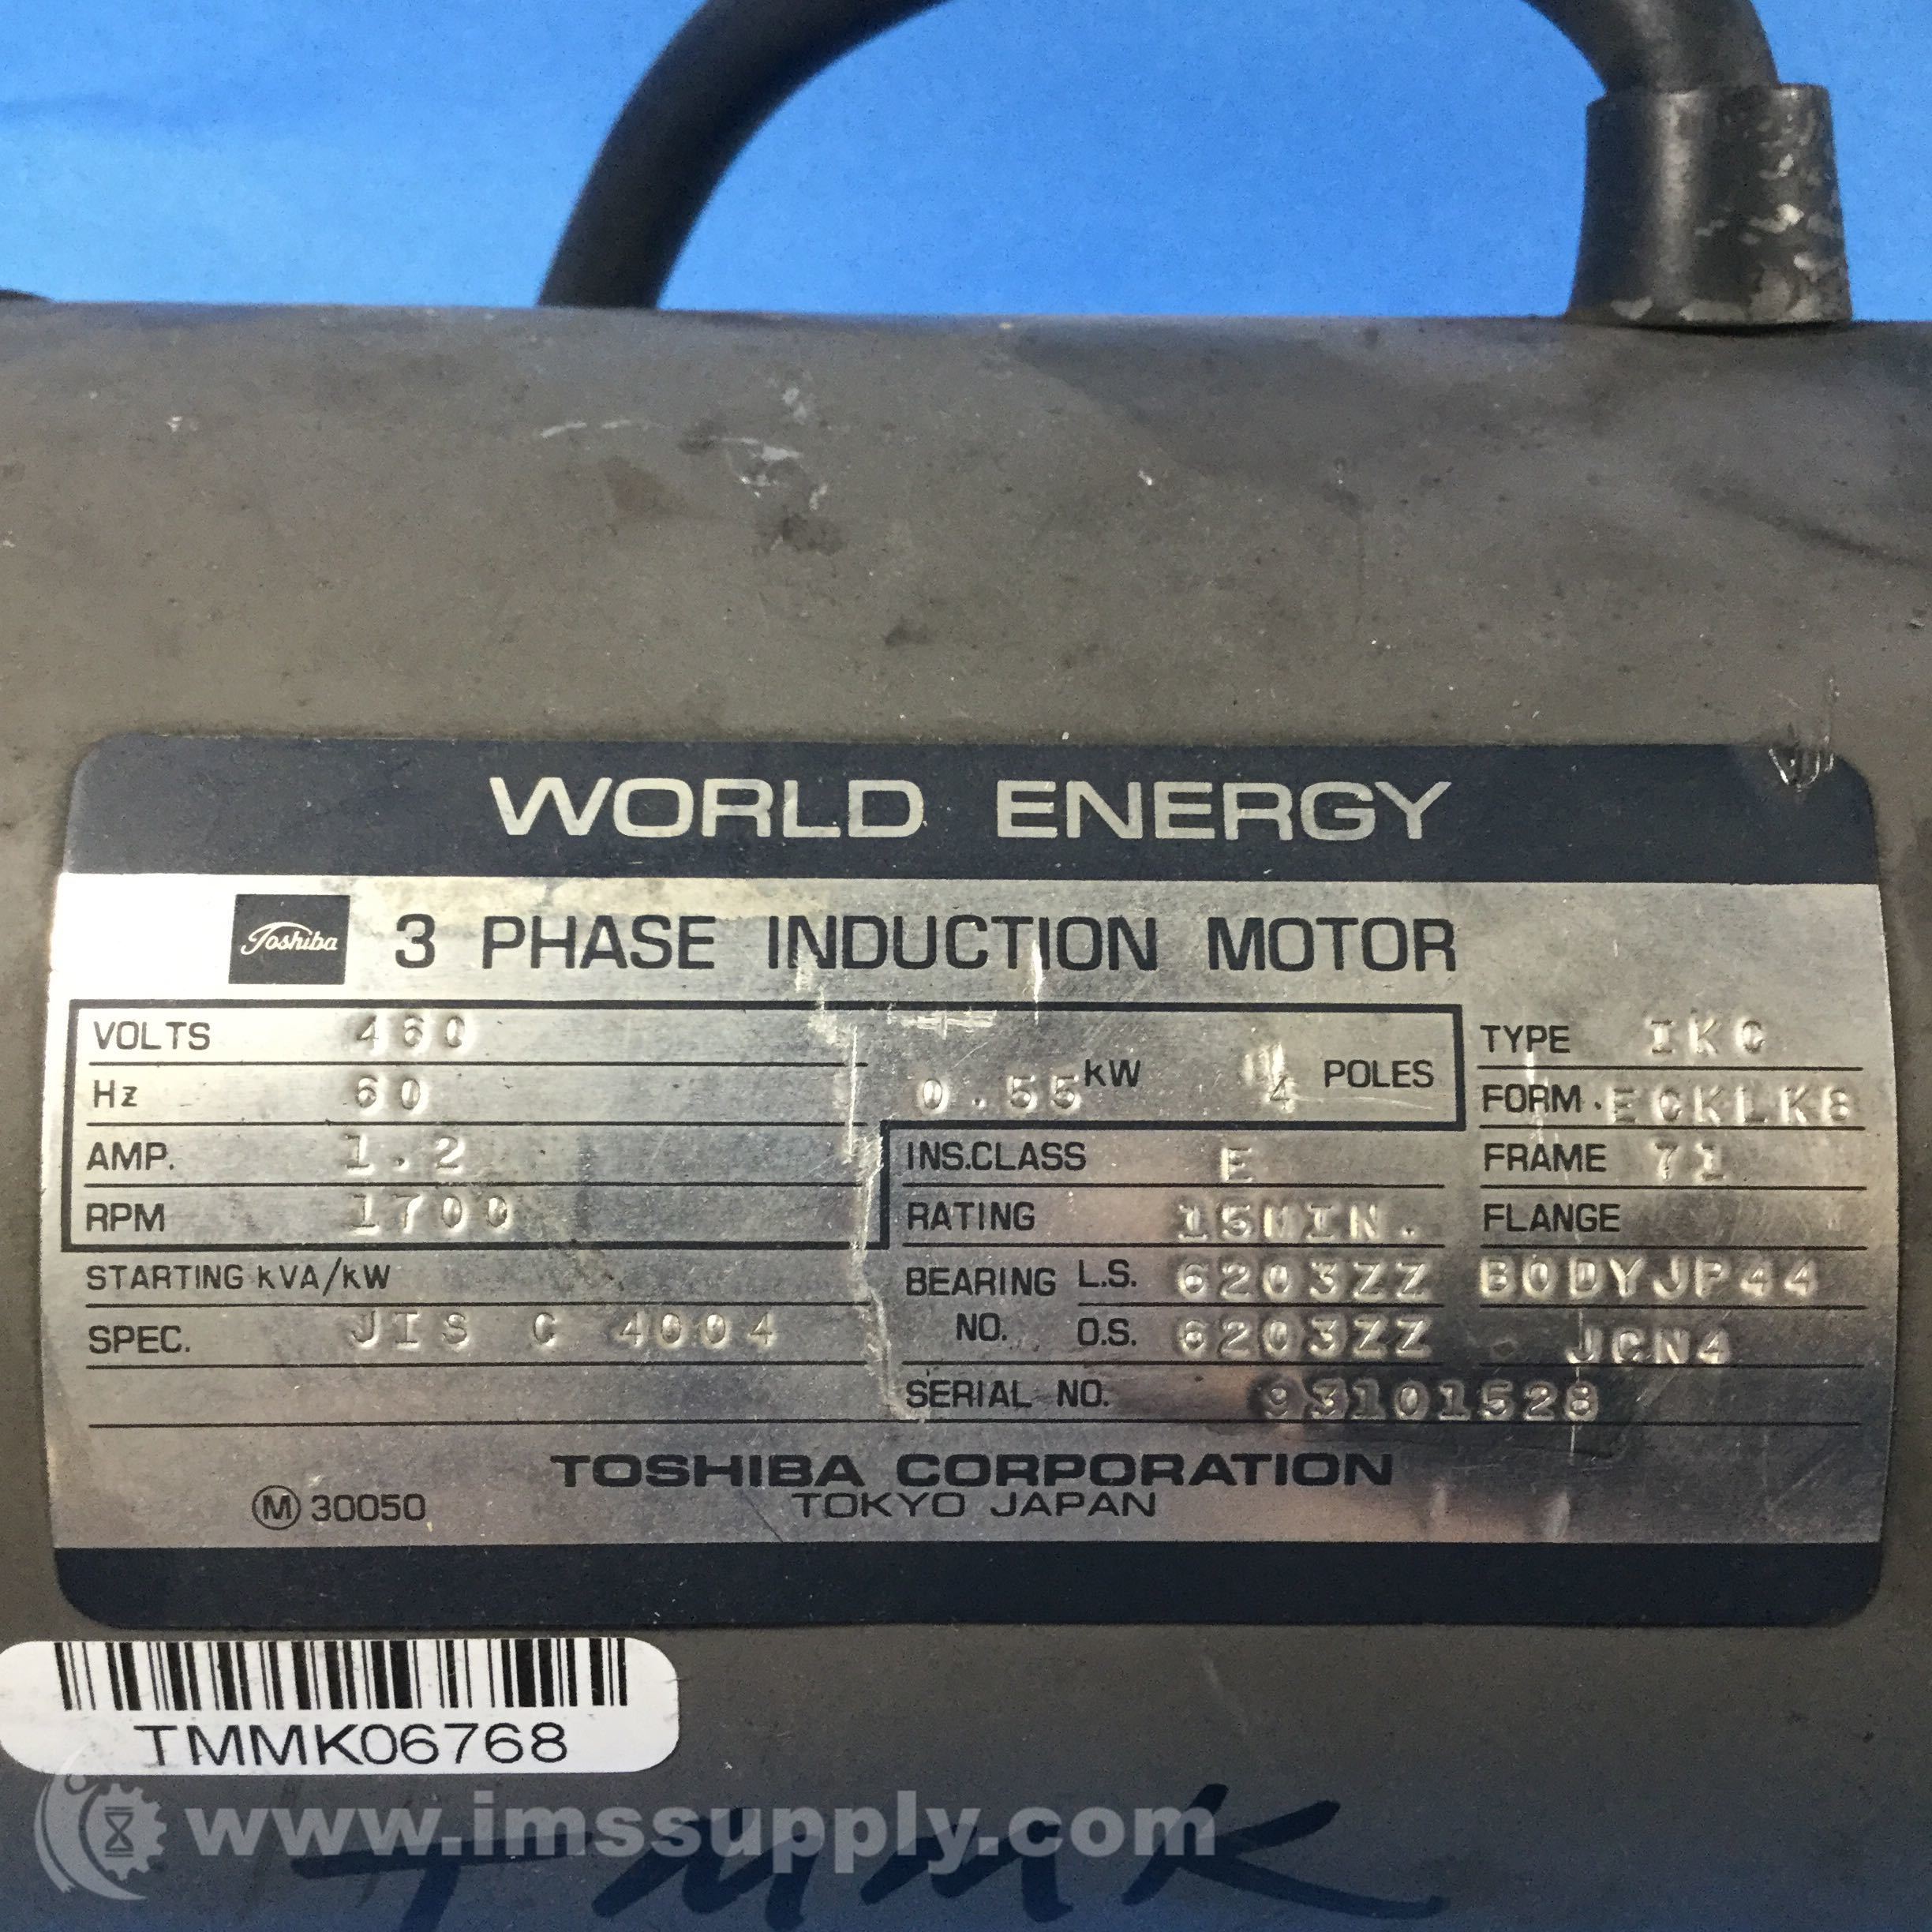 WORLD ENERGY
Toshiba 3 PHASE INDUCTION MOTOR
VOLTS 460
Hz 60
0.55 kW 4 POLES
AMP. 1.2
RPM 1700
STARTING kVA/kW
SPEC. JIS C 4004
INS.CLASS E
RATING 15MIN.
BEARING NO. L.S. 6203ZZ
O.S. 6203ZZ
SERIAL NO. 93101528
TYPE IKC
FORM. ECKLK8
FRAME 71
FLANGE
BODYJP44
JCN4
TOSHIBA CORPORATION
TOKYO JAPAN
Ⓜ 30050
TMMK06768
www.imssupply.com
TMMK